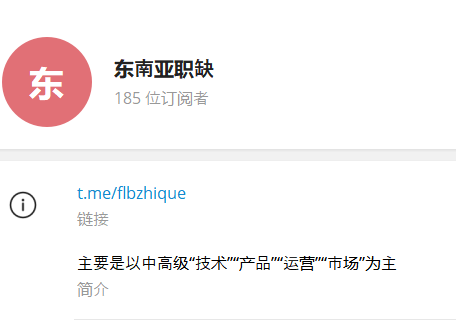 东
东南亚职缺
185 位订阅者
t.me/flbzhique
链接
主要是以中高级“技术”“产品”“运营”“市场”为主
简介